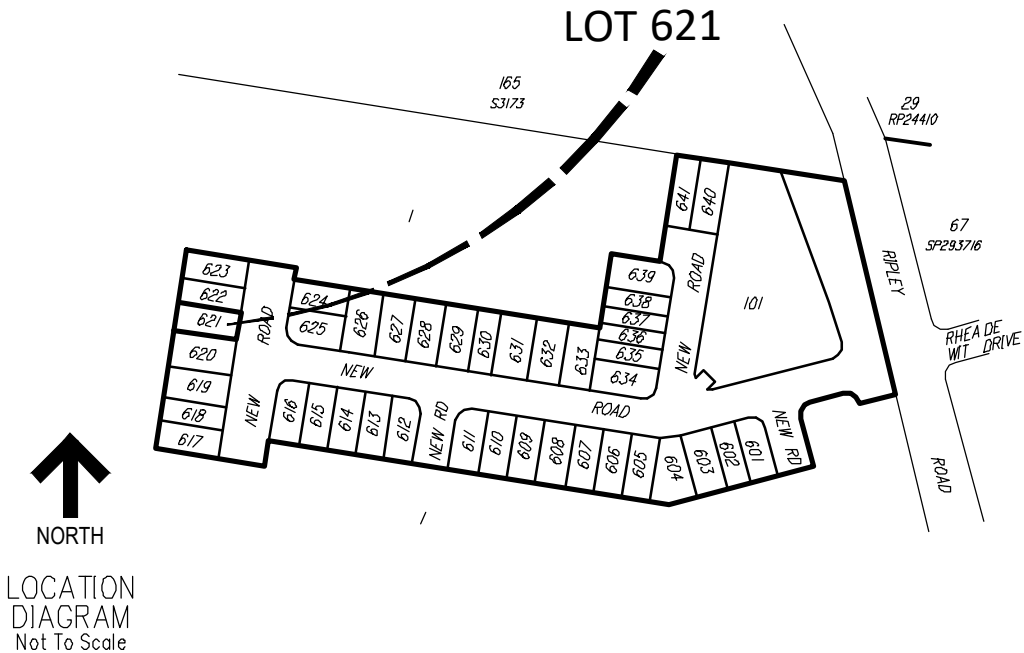 LOT 621
165
S3173
29
RP24410
67
SP293716
RIPLEY
ROAD
RHEA DE
WIT DRIVE
1
641
640
ROAD
NEW
101
639
638
637
636
635
634
623
622
621
620
619
618
617
ROAD
NEW
624
625
626
627
628
629
630
631
632
633
NEW
ROAD
616
615
614
613
612
NEW RD
611
610
609
608
607
606
605
604
603
602
601
NEW RD
1
NORTH
LOCATION
DIAGRAM
Not To Scale